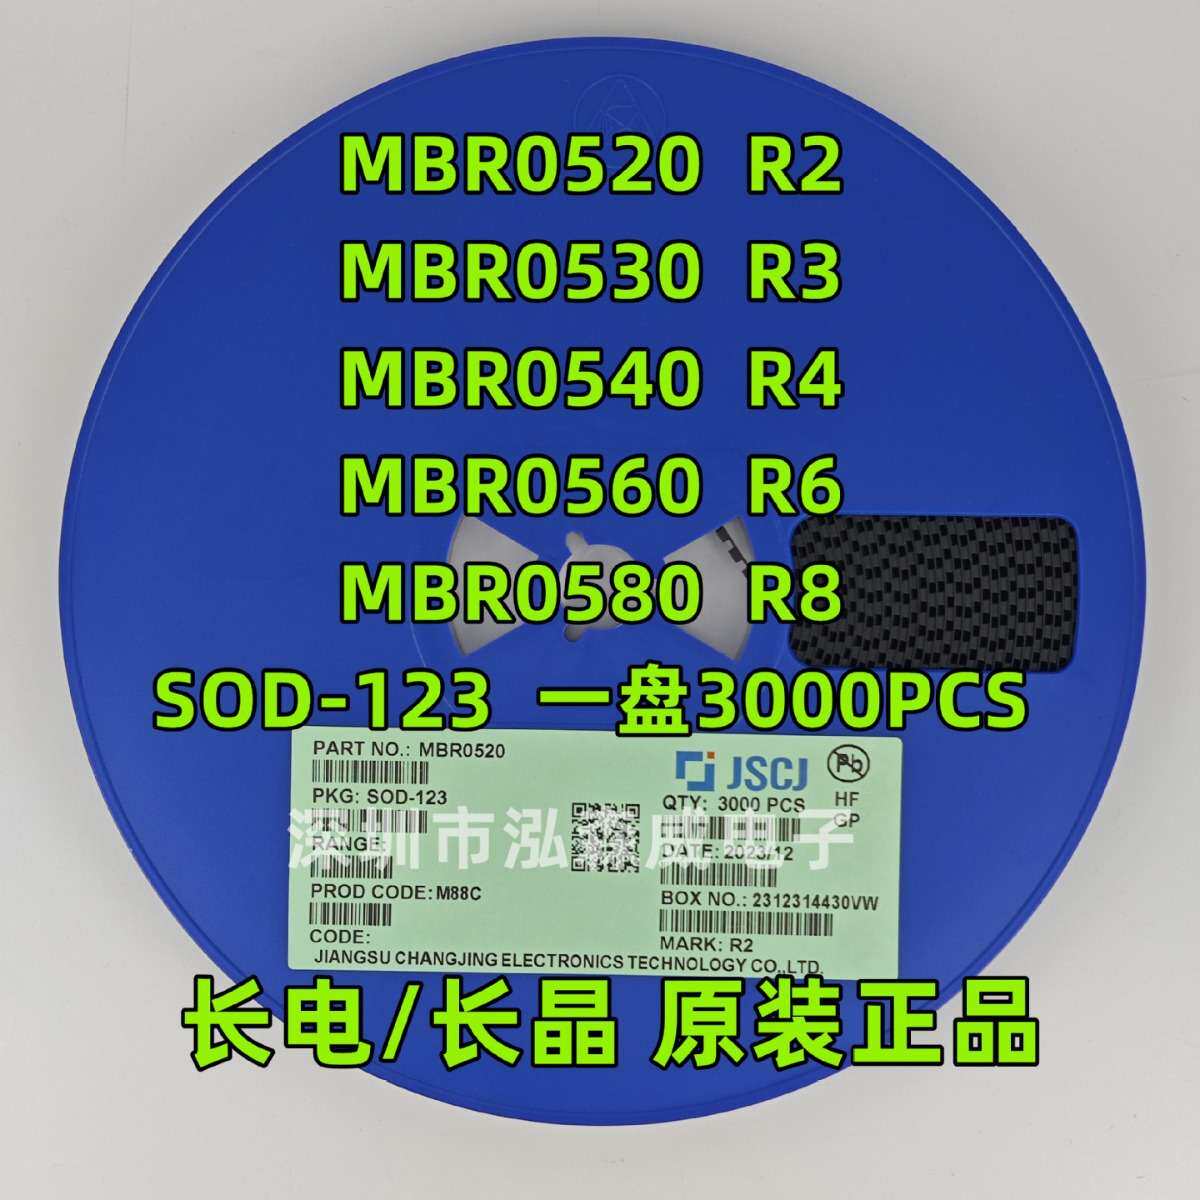 MBR0520 R2
MBR0530 R3
MBR0540 R4
MBR0560 R6
MBR0580 R8
SOD-123 一盘3000PCS
PART NO.: MBR0520
JSCJ
Pb
PKG: SOD-123
QTY: 3000 PCS
HF
GP
深圳市泓森成电子
RANGE:
DATE: 2023/12
PROD CODE: M88C
BOX NO.: 2312314430VW
CODE:
MARK: R2
JIANGSU CHANGJING ELECTRONICS TECHNOLOGY CO.,LTD.
长电/长晶 原装正品